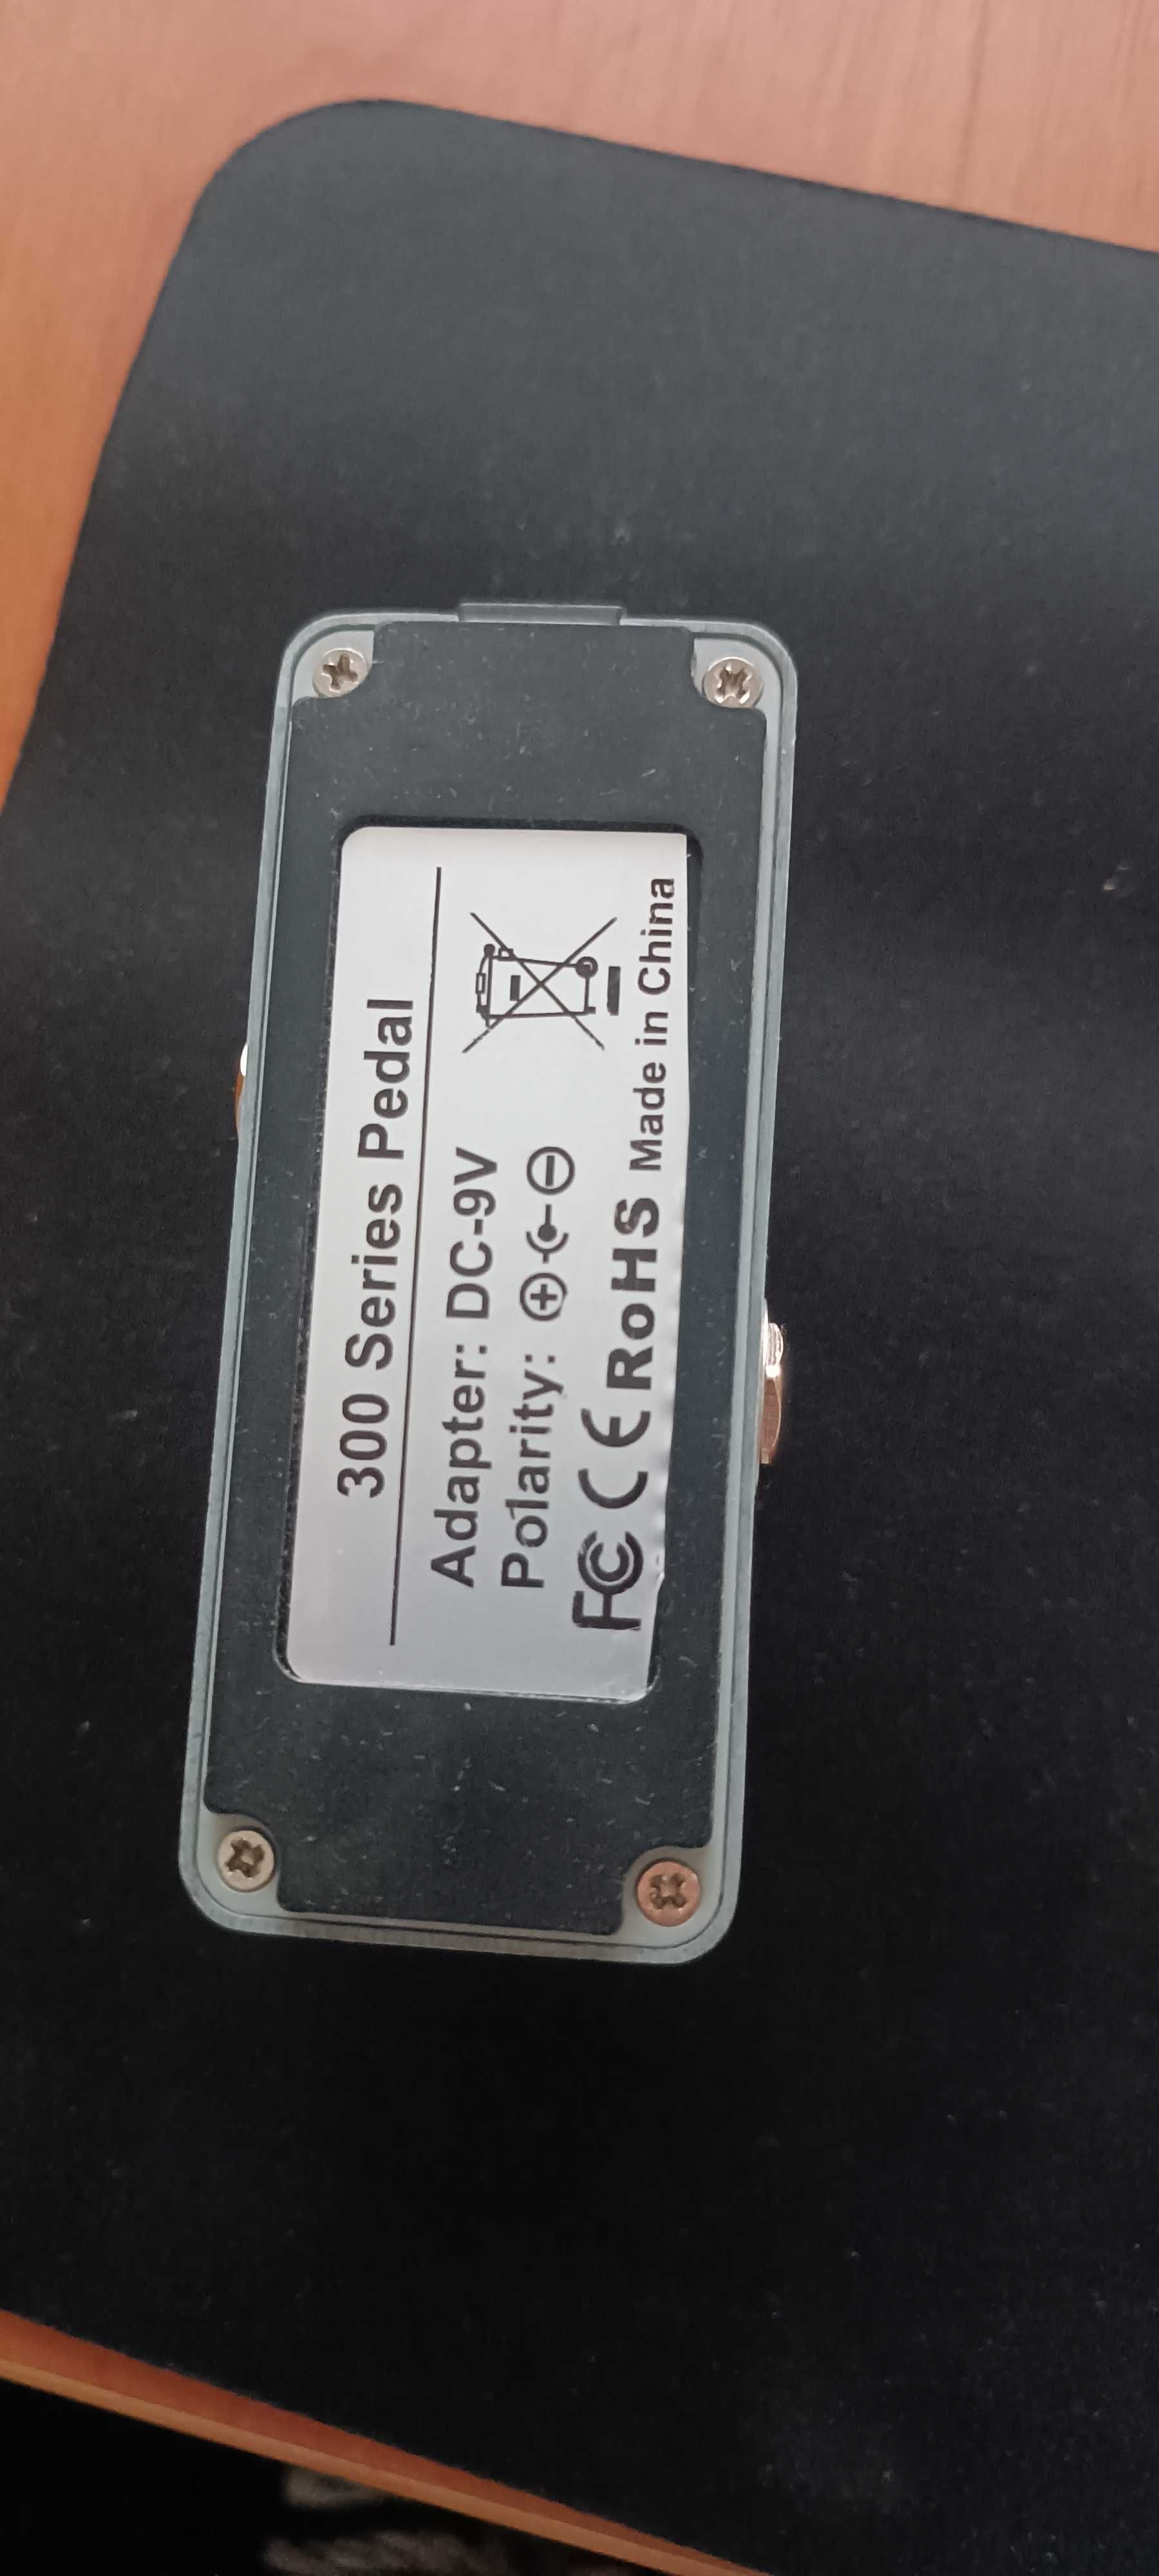 300 Series Pedal
Adapter: DC-9V
Polarity: ⊕-⊖
FC CE RoHS Made in China